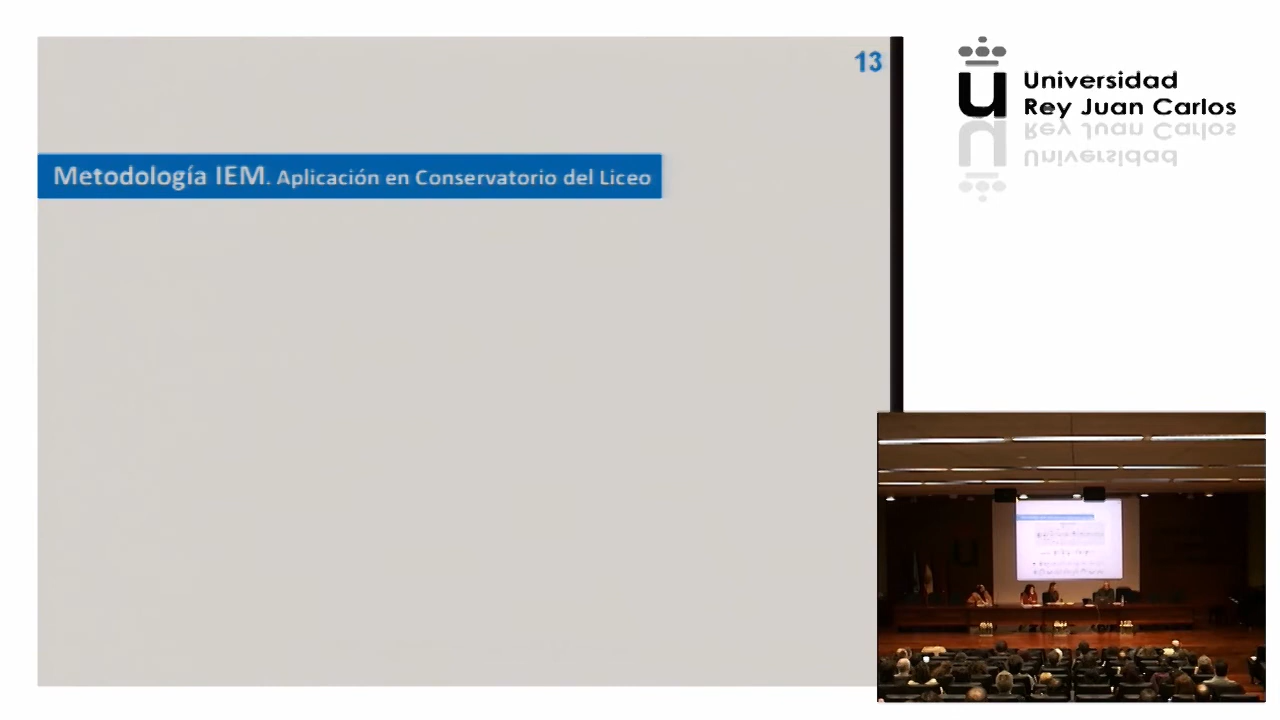 13
Metodología IEM. Aplicación en Conservatorio del Liceo
Universidad
Rey Juan Carlos